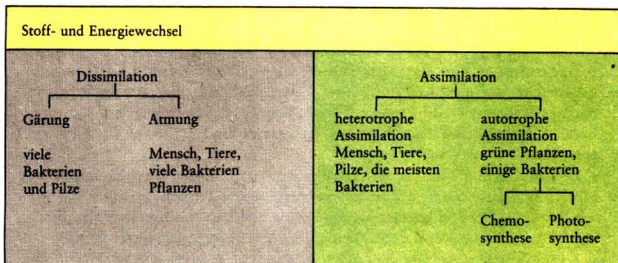 Stoff- und Energiewechsel
Dissimilation
Gärung
viele
Bakterien
und Pilze
Atmung
Mensch, Tiere,
viele Bakterien
Pflanzen
Assimilation
heterotrophe
Assimilation
Mensch, Tiere,
Pilze, die meisten
Bakterien
autotrophe
Assimilation
grüne Pflanzen,
einige Bakterien
Chemo-
synthese
Photo-
synthese